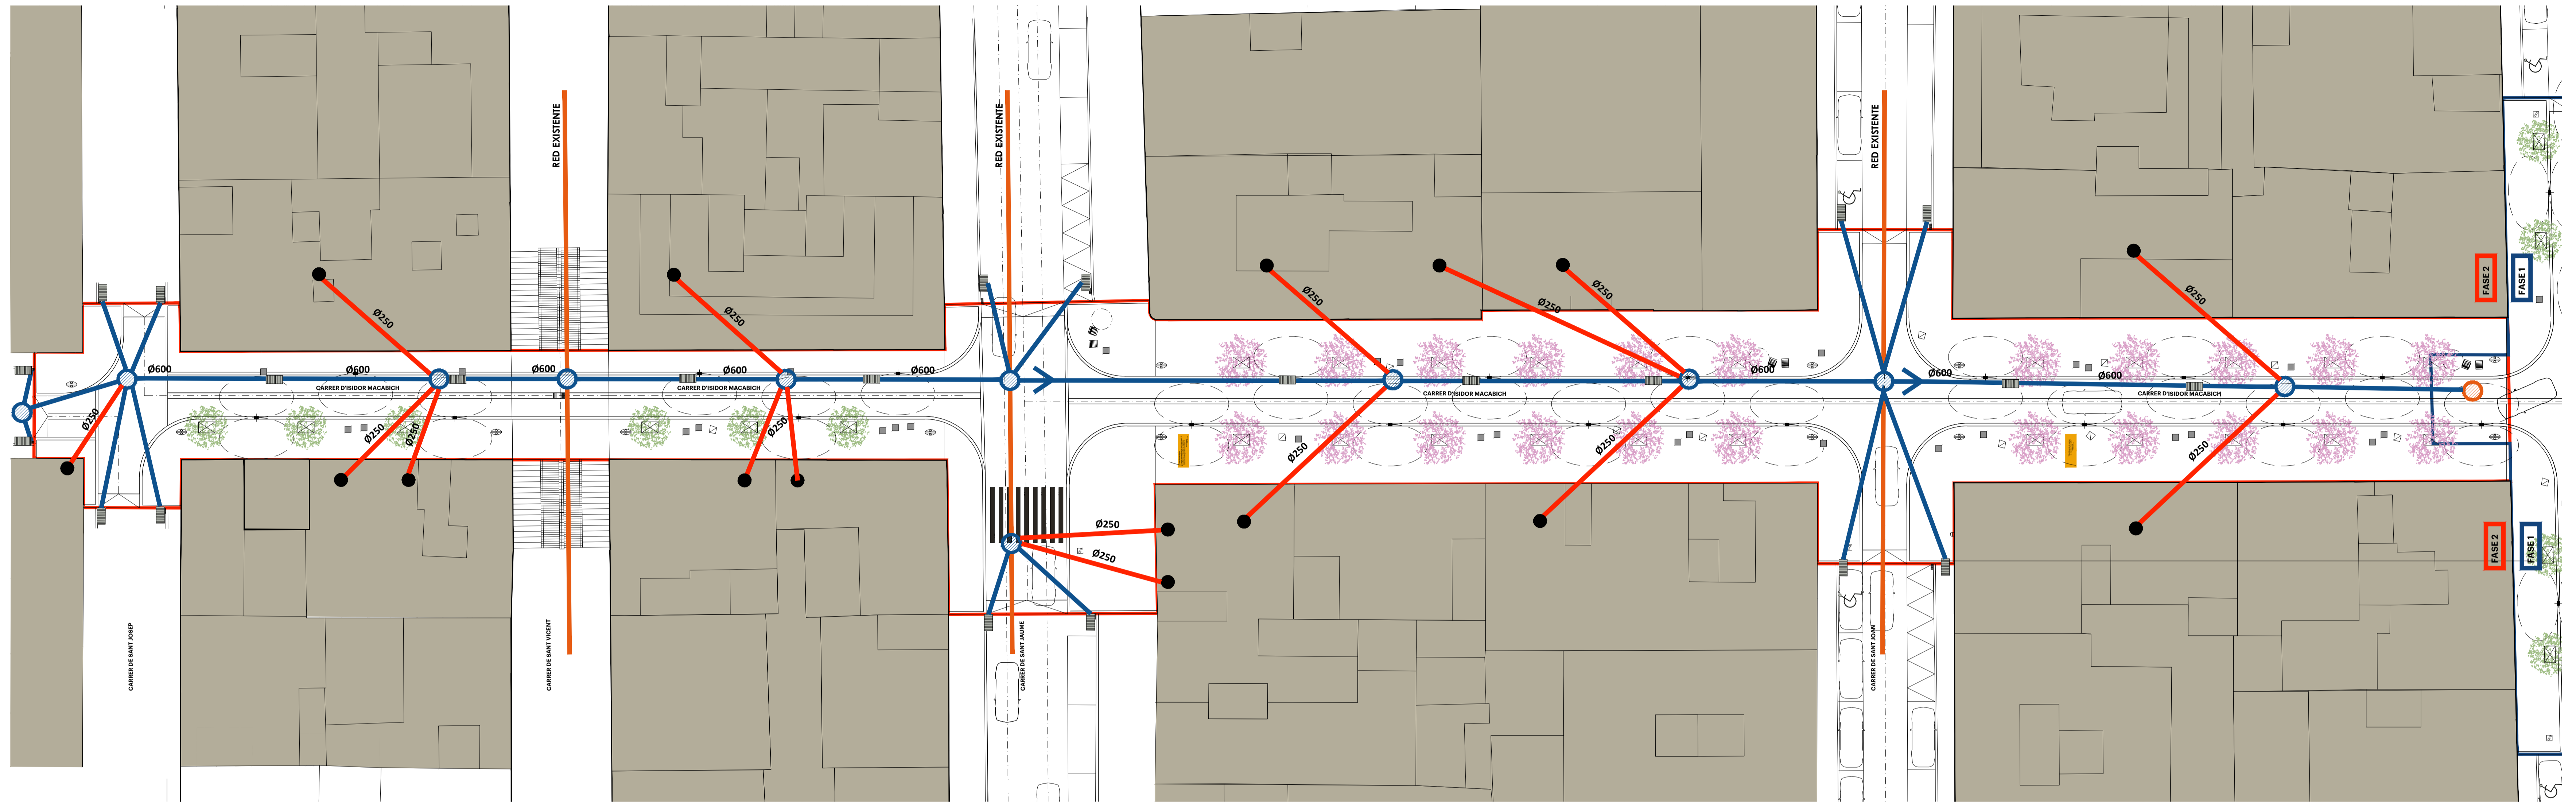 RED EXISTENTE
RED EXISTENTE
RED EXISTENTE
FASE 2
FASE 1
Ø250
Ø250
Ø250
Ø250
Ø250
Ø250
Ø600
Ø600
Ø600
Ø600
Ø600
Ø600
Ø600
Ø600
CARRER D'ISIDOR MACABICH
CARRER D'ISIDOR MACABICH
CARRER D'ISIDOR MACABICH
CARRER D'ISIDOR MACABICH
Ø250
Ø250
Ø250
Ø250
Ø250
Ø250
Ø250
Ø250
Ø250
FASE 2
FASE 1
CARRER DE SANT JOSEP
CARRER DE SANT VICENT
CARRER DE SANT JAUME
CARRER DE SANT JOAN